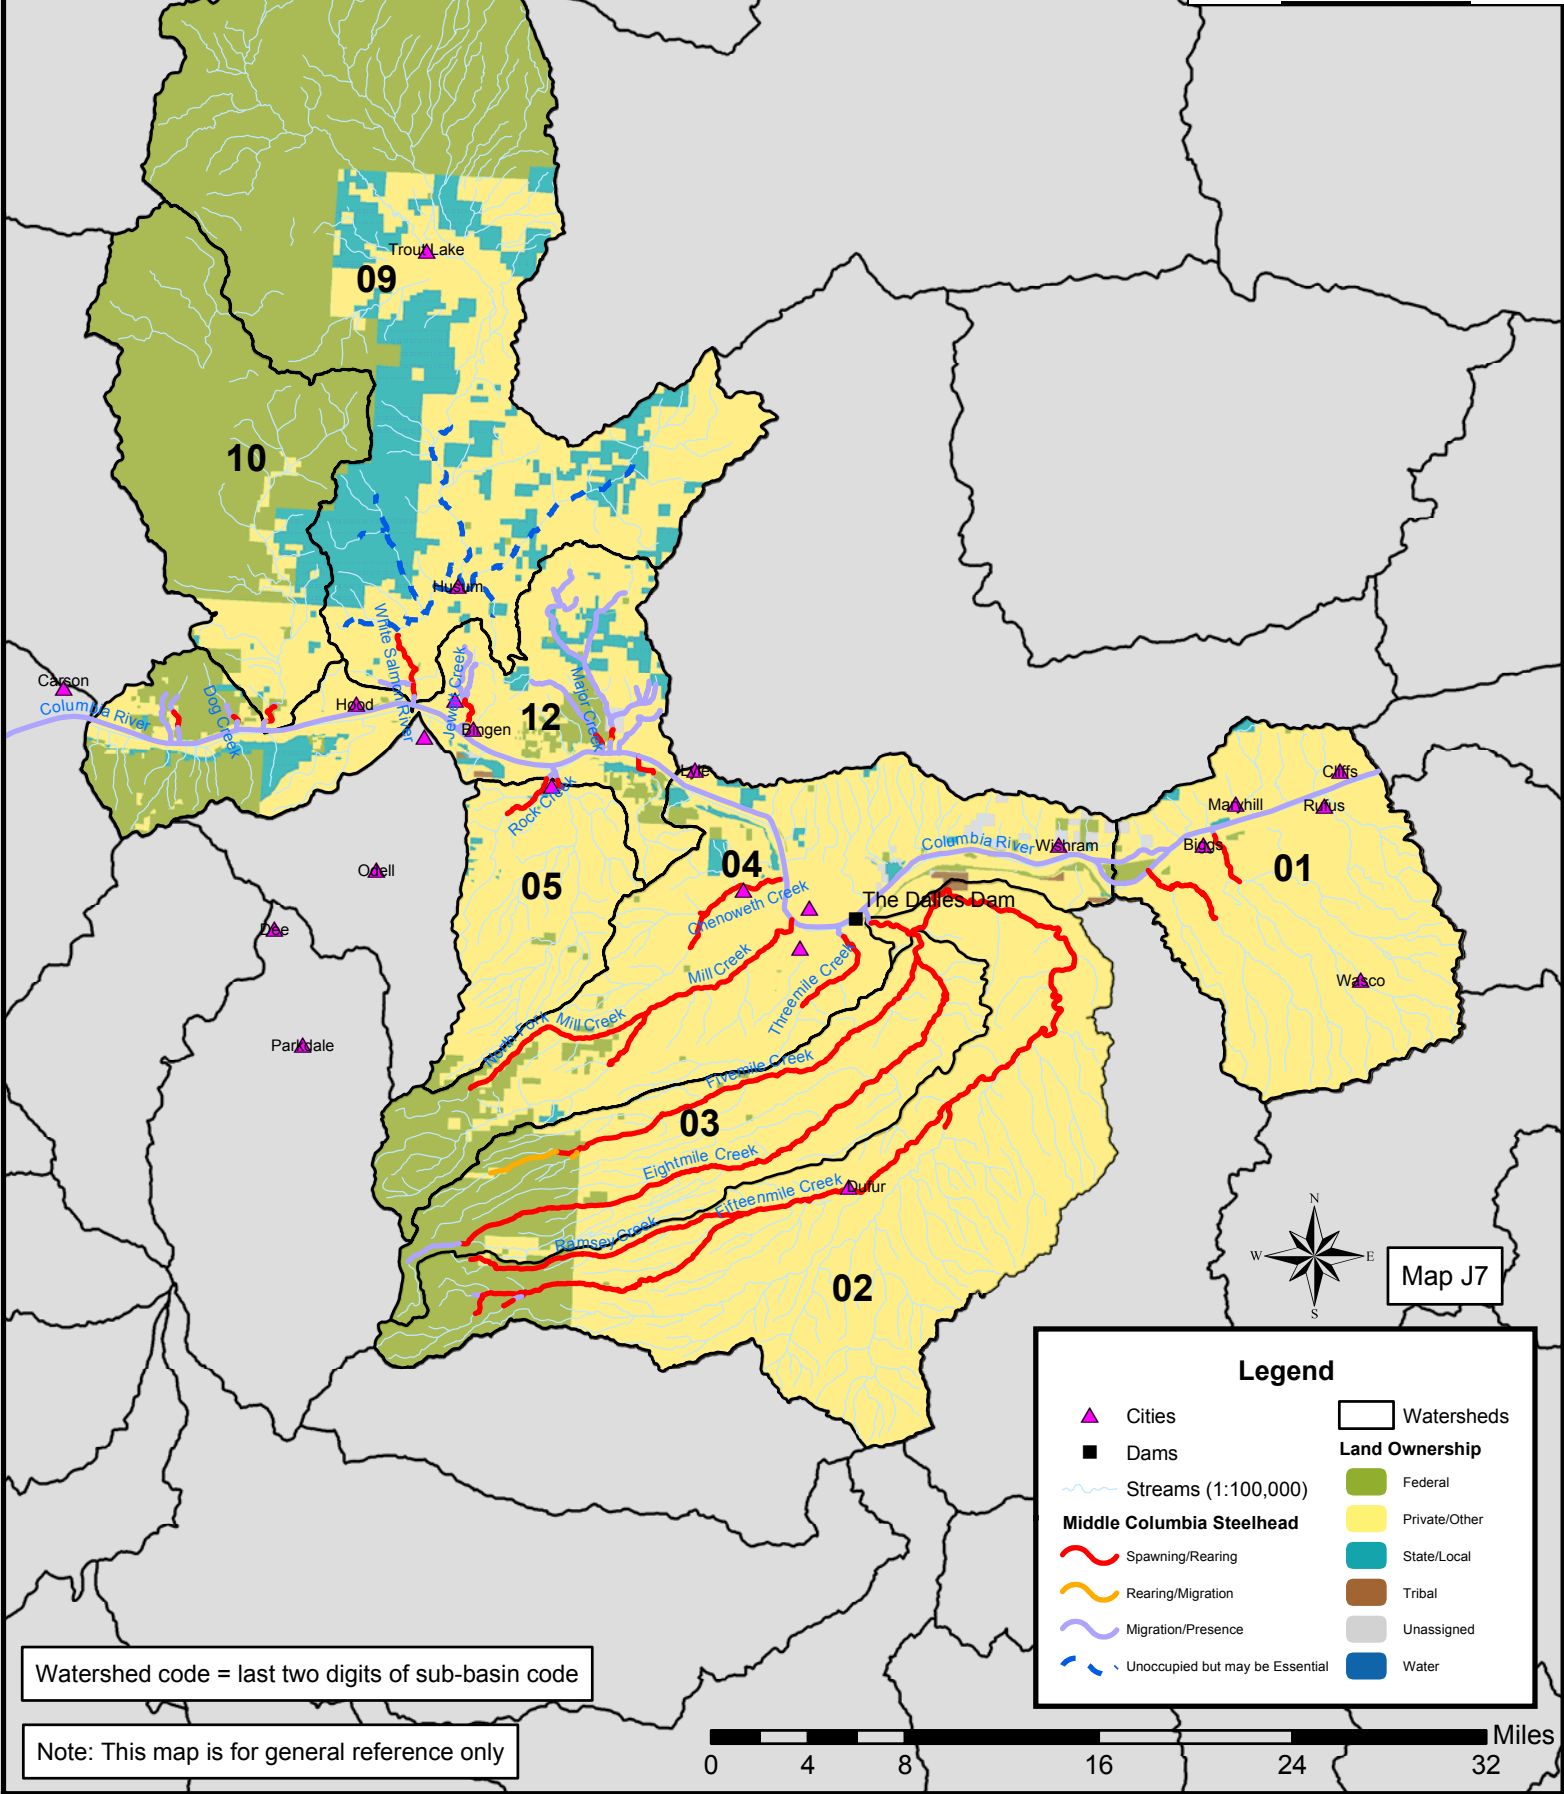 Trout Lake
09
10
Husum
White Salmon River
Jewett Creek
Major Creek
Carson
Columbia River
Dog Creek
Hood
Bingen
12
Lyle
Rock Creek
Cliffs
Maryhill
Rufus
Columbia River
Wishram
Biggs
01
Odell
05
04
Chenoweth Creek
The Dalles Dam
Dee
Mill Creek
Threemile Creek
Wasco
North Fork Mill Creek
Parkdale
Fivemile Creek
03
Eightmile Creek
Fifteenmile Creek
Dufur
Ramsey Creek
02
N
W
E
S
Map J7
Legend
Cities
Dams
Streams (1:100,000)
Middle Columbia Steelhead
Spawning/Rearing
Rearing/Migration
Migration/Presence
Unoccupied but may be Essential
Watersheds
Land Ownership
Federal
Private/Other
State/Local
Tribal
Unassigned
Water
Watershed code = last two digits of sub-basin code
Note: This map is for general reference only
Miles
0 4 8 16 24 32